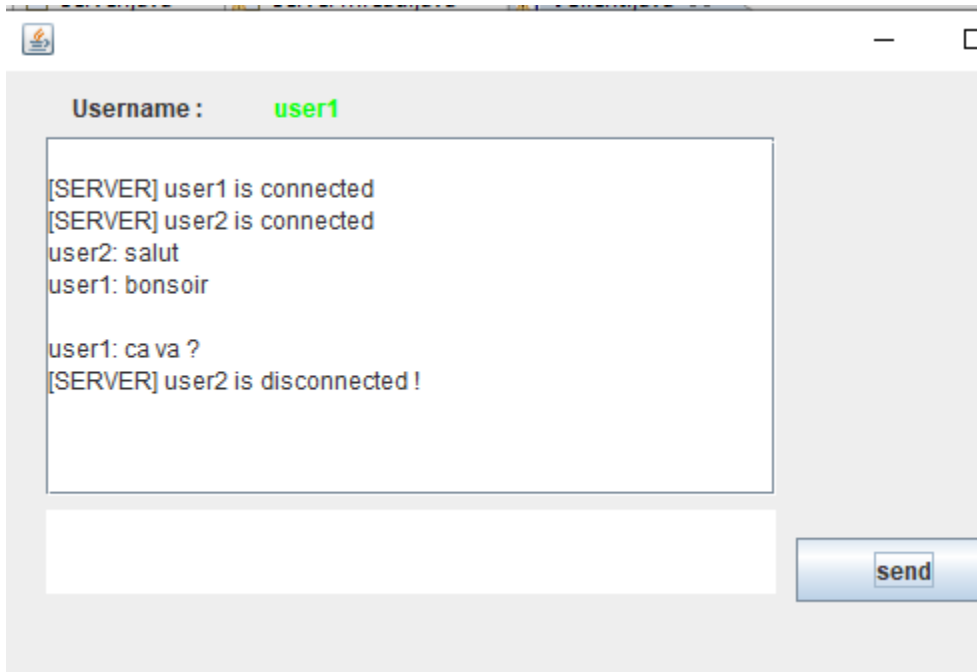 Username : user1
[SERVER] user1 is connected
[SERVER] user2 is connected
user2: salut
user1: bonsoir
user1: ca va ?
[SERVER] user2 is disconnected !
send